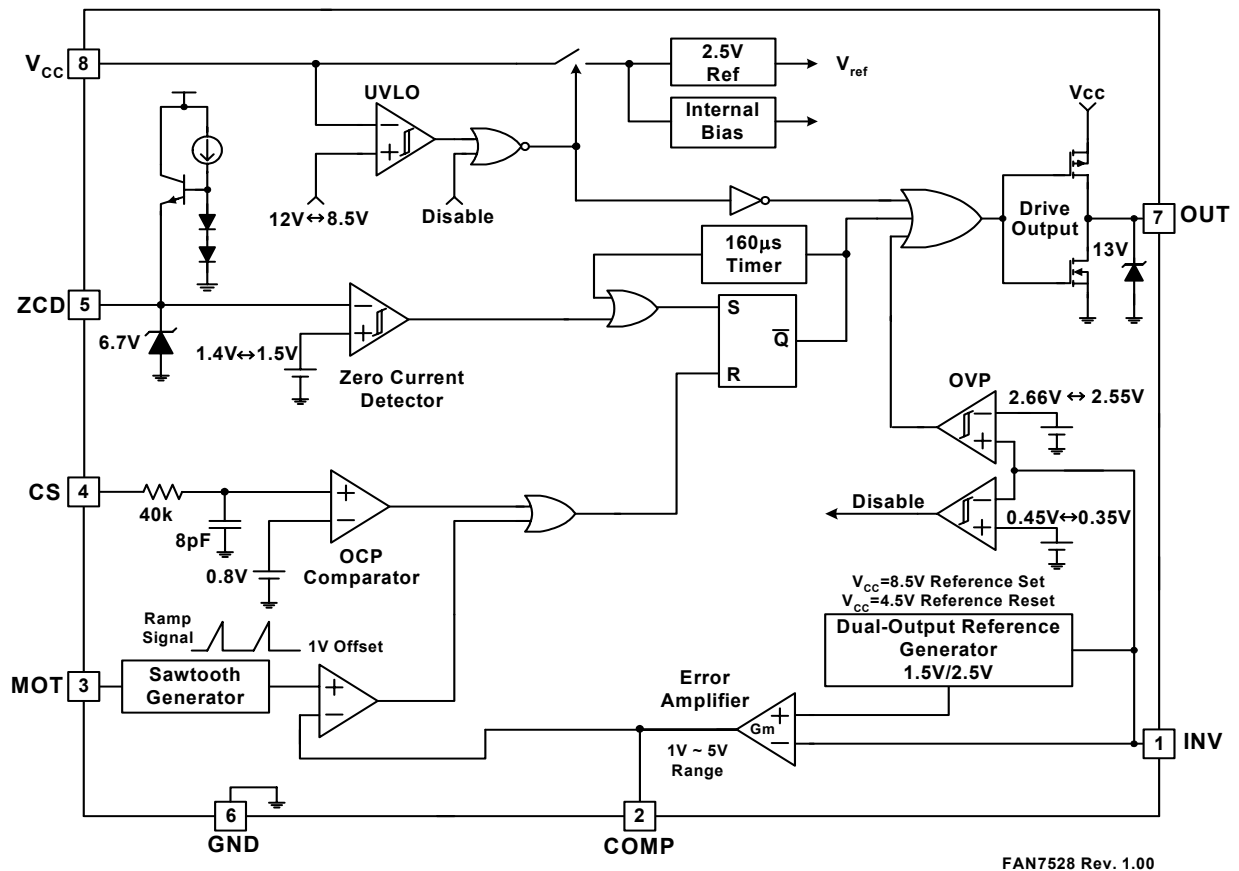 V_CC
8
2.5V
Ref
V_ref
UVLO
−
+
Internal
Bias
Vcc
12V↔8.5V
Disable
Drive
Output
7
OUT
160μs
Timer
13V
ZCD
5
−
+
S
Q̅
R
6.7V
1.4V↔1.5V
Zero Current
Detector
OVP
2.66V ↔ 2.55V
−
+
CS
4
40k
8pF
+
−
0.8V
OCP
Comparator
Disable
−
+
0.45V↔0.35V
V_CC=8.5V Reference Set
V_CC=4.5V Reference Reset
Dual-Output Reference
Generator
1.5V/2.5V
Ramp
Signal
1V Offset
MOT
3
Sawtooth
Generator
+
−
Error
Amplifier
Gm
+
−
1V ~ 5V
Range
1
INV
6
GND
2
COMP
FAN7528 Rev. 1.00